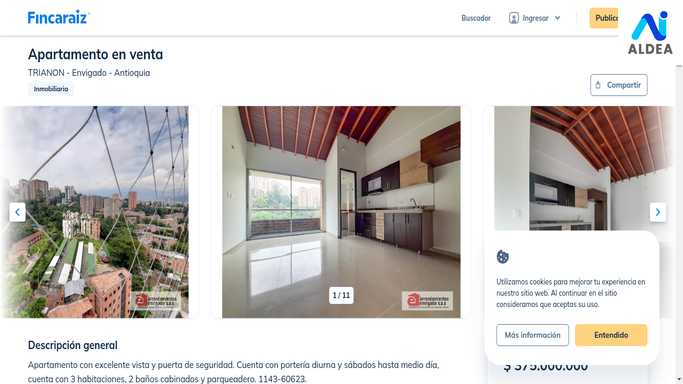 Fincaraiz
Buscador
Ingresar
Public
ALDEA
Apartamento en venta
TRIANON - Envigado - Antioquia
Inmobiliario
Compartir
1 / 11
Utilizamos cookies para mejorar tu experiencia en
nuestro sitio web. Al continuar en el sitio
consideramos que aceptas su uso.
Más información
Entendido
Descripción general
$ 375.000.000
Apartamento con excelente vista y puerta de seguridad. Cuenta con portería diurna y sábados hasta medio día,
cuenta con 3 habitaciones, 2 baños cabinados y parqueadero. 1143-60623.